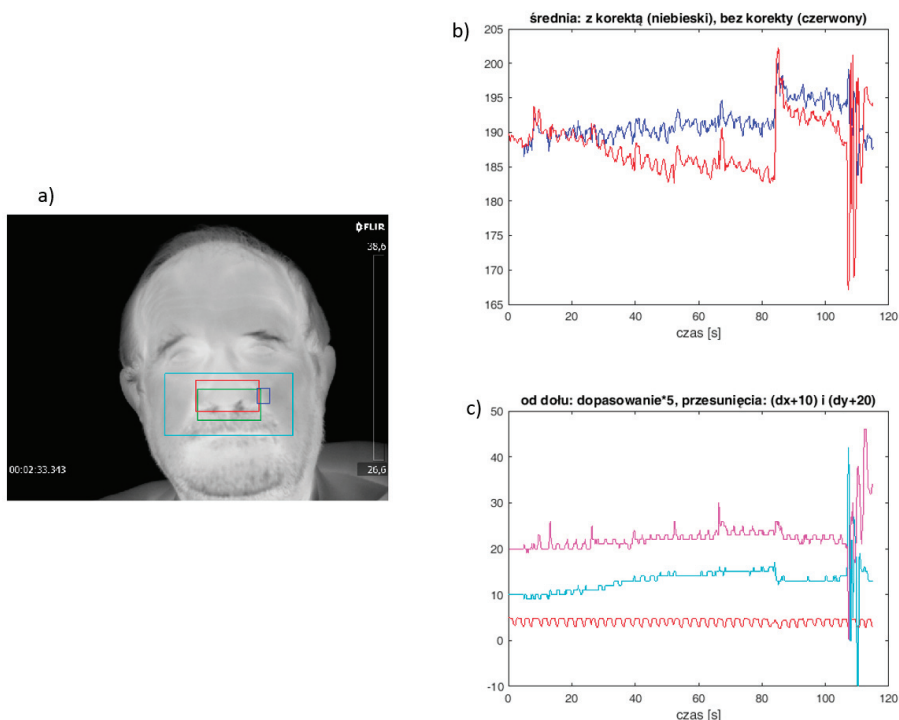 a)
FLIR
38,6
00:02:33.343
26,6
b)
średnia: z korektą (niebieski), bez korekty (czerwony)
205
200
195
190
185
180
175
170
165
0 20 40 60 80 100 120
czas [s]
c)
od dołu: dopasowanie*5, przesunięcia: (dx+10) i (dy+20)
50
40
30
20
10
0
-10
0 20 40 60 80 100 120
czas [s]